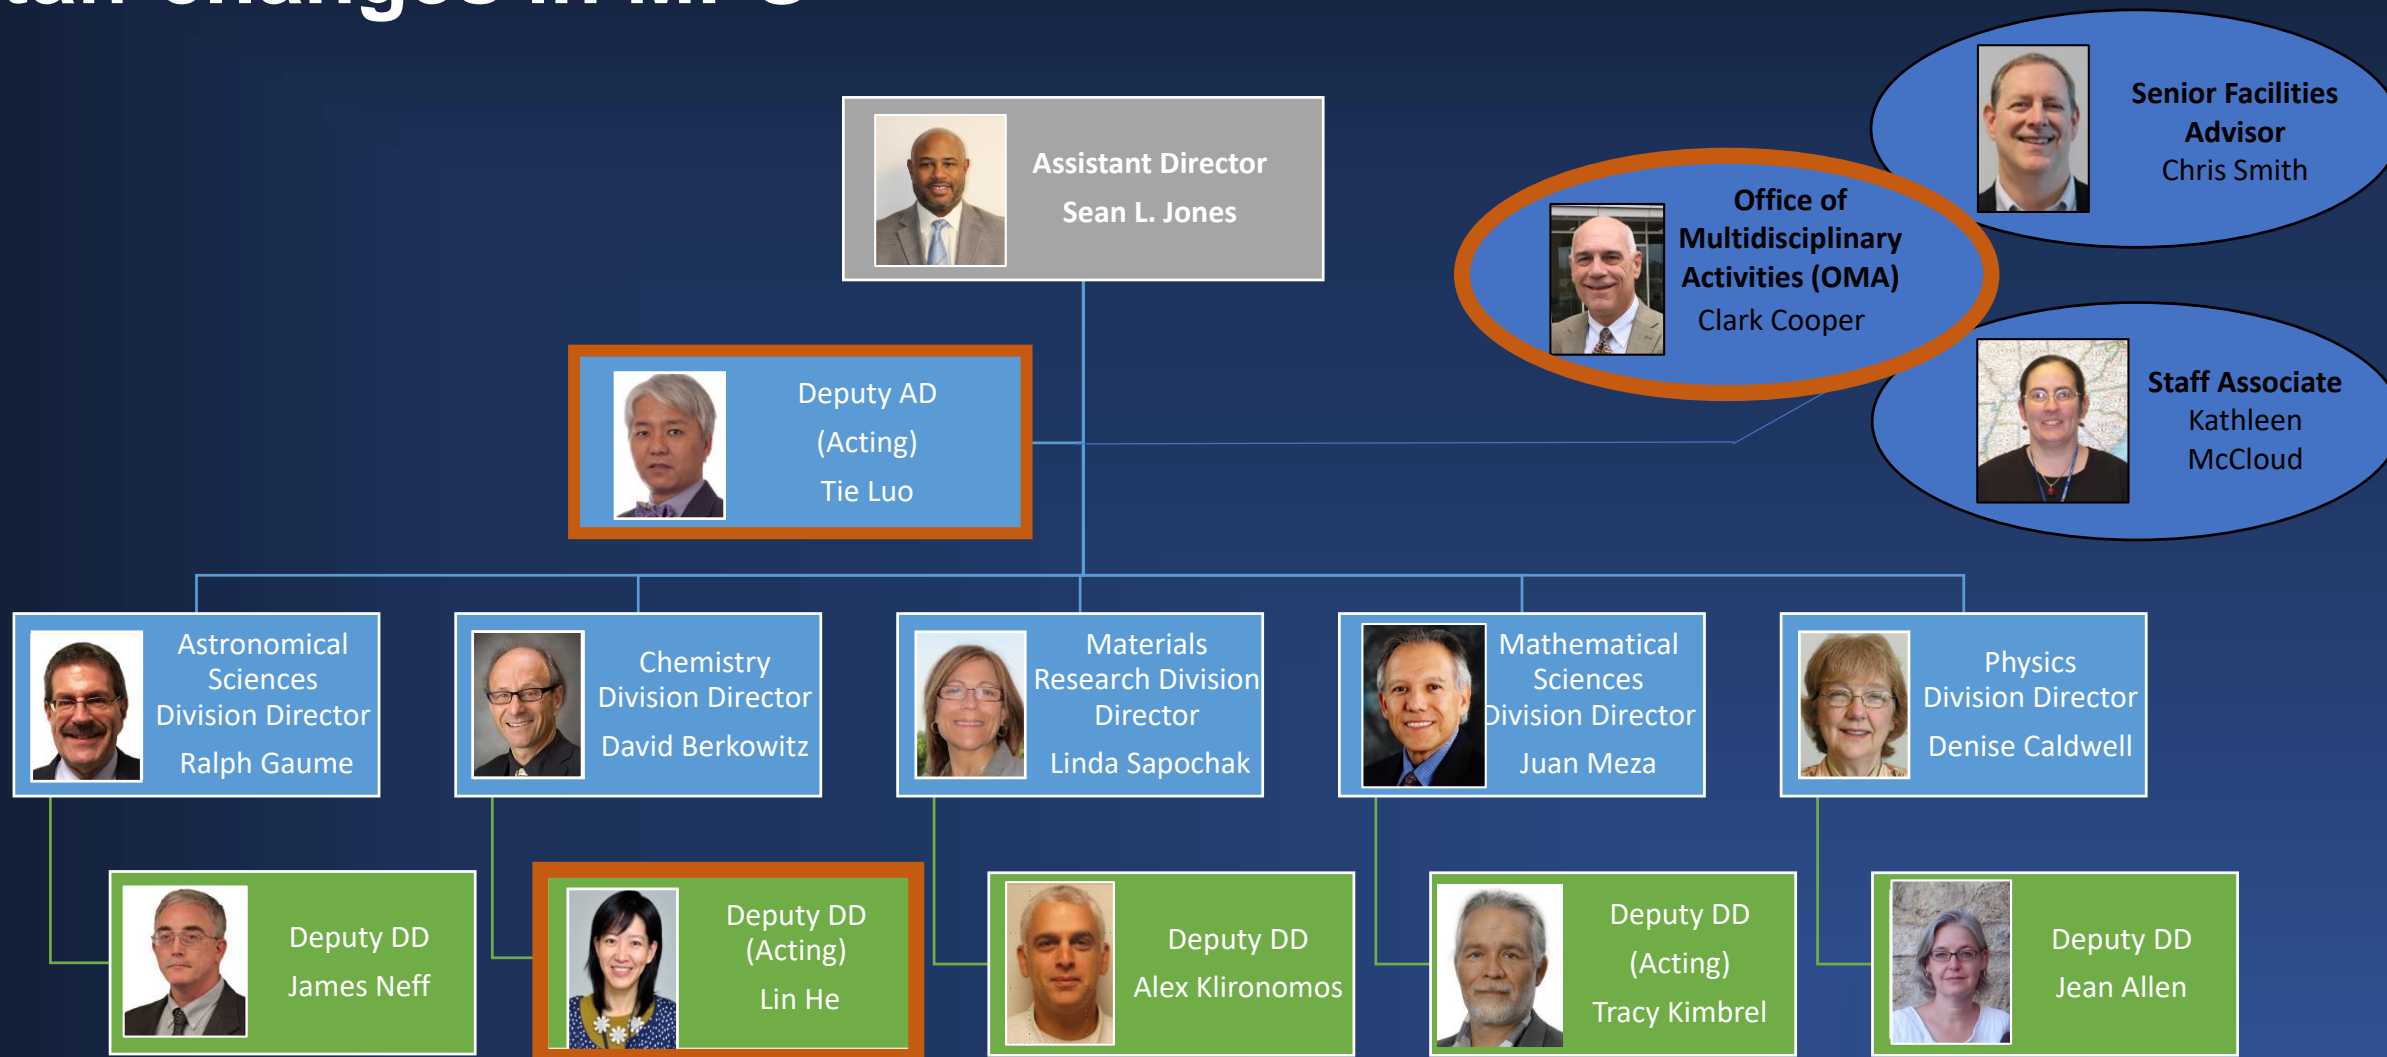 changes in MPS
Assistant Director
Sean L. Jones
Senior Facilities
Advisor
Chris Smith
Office of
Multidisciplinary
Activities (OMA)
Clark Cooper
Staff Associate
Kathleen
McCloud
Deputy AD
(Acting)
Tie Luo
Astronomical
Sciences
Division Director
Ralph Gaume
Chemistry
Division Director
David Berkowitz
Materials
Research Division
Director
Linda Sapochak
Mathematical
Sciences
Division Director
Juan Meza
Physics
Division Director
Denise Caldwell
Deputy DD
James Neff
Deputy DD
(Acting)
Lin He
Deputy DD
Alex Klironomos
Deputy DD
(Acting)
Tracy Kimbrel
Deputy DD
Jean Allen